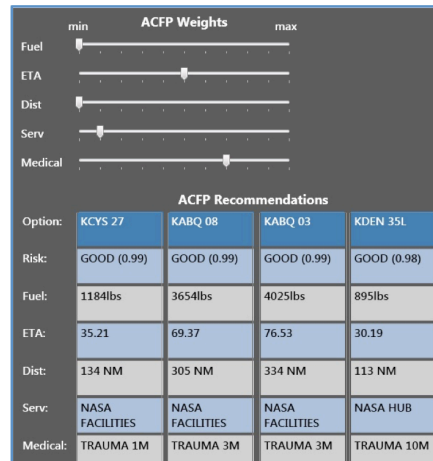 ACFP Weights
min max
Fuel
ETA
Dist
Serv
Medical
ACFP Recommendations
Option: KCYS 27 KABQ 08 KABQ 03 KDEN 35L
Risk: GOOD (0.99) GOOD (0.99) GOOD (0.99) GOOD (0.98)
Fuel: 1184lbs 3654lbs 4025lbs 895lbs
ETA: 35.21 69.37 76.53 30.19
Dist: 134 NM 305 NM 334 NM 113 NM
Serv: NASA FACILITIES NASA FACILITIES NASA FACILITIES NASA HUB
Medical: TRAUMA 1M TRAUMA 3M TRAUMA 3M TRAUMA 10M